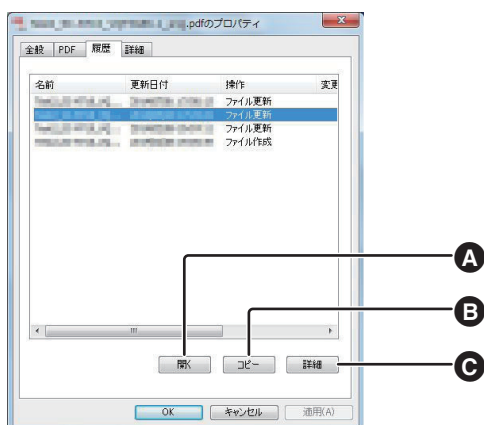 .pdfのプロパティ
全般 PDF 履歴 詳細
名前 更新日付 操作 変更
ファイル更新
ファイル更新
ファイル更新
ファイル作成
A
B
開く コピー 詳細 C
OK キャンセル 適用(A)